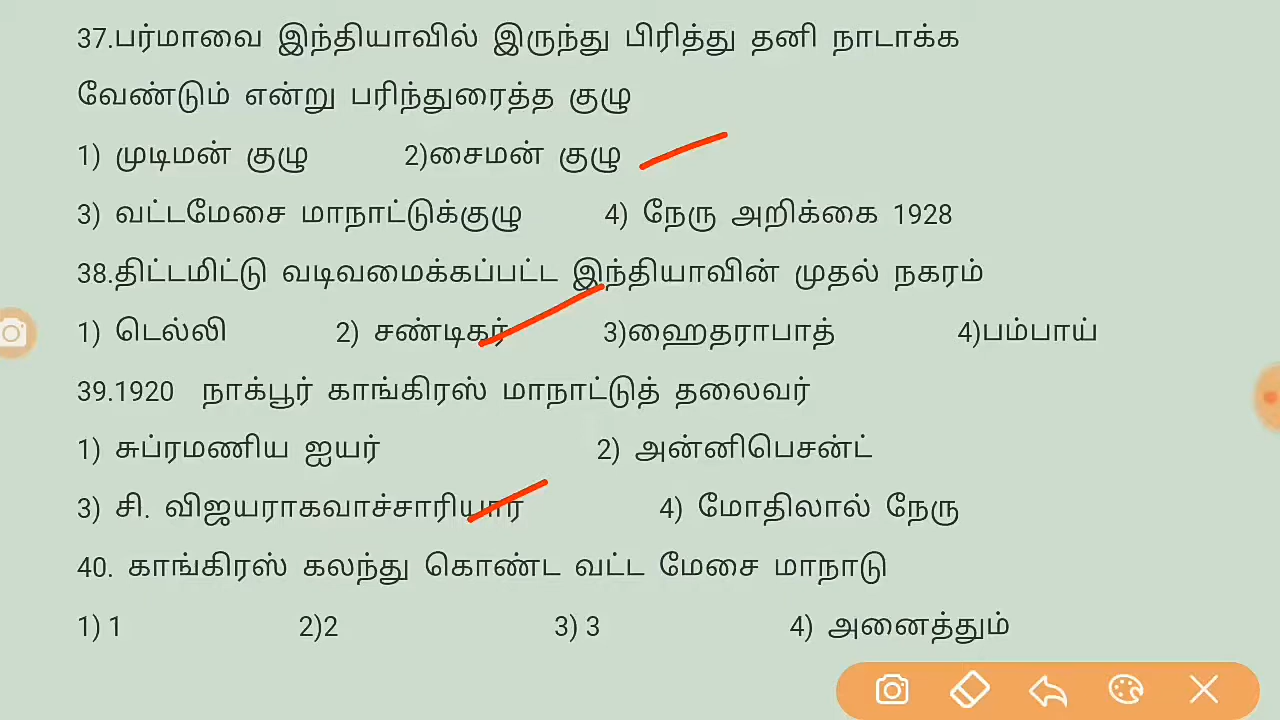 37.பர்மாவை இந்தியாவில் இருந்து பிரித்து தனி நாடாக்க
வேண்டும் என்று பரிந்துரைத்த குழு
1) முடிமன் குழு 2)சைமன் குழு
3) வட்டமேசை மாநாட்டுக்குழு 4) நேரு அறிக்கை 1928
38.திட்டமிட்டு வடிவமைக்கப்பட்ட இந்தியாவின் முதல் நகரம்
1) டெல்லி 2) சண்டிகர் 3)ஹைதராபாத் 4)பம்பாய்
39.1920 நாக்பூர் காங்கிரஸ் மாநாட்டுத் தலைவர்
1) சுப்ரமணிய ஐயர் 2) அன்னிபெசன்ட்
3) சி. விஜயராகவாச்சாரியார் 4) மோதிலால் நேரு
40. காங்கிரஸ் கலந்து கொண்ட வட்ட மேசை மாநாடு
1) 1 2)2 3) 3 4) அனைத்தும்